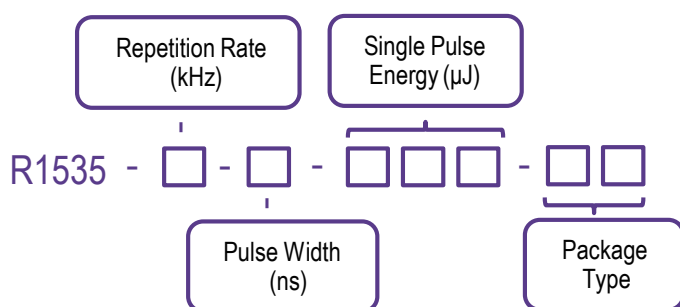 Repetition Rate
(kHz)
Single Pulse
Energy (µJ)
R1535 - - - -
Pulse Width
(ns)
Package
Type